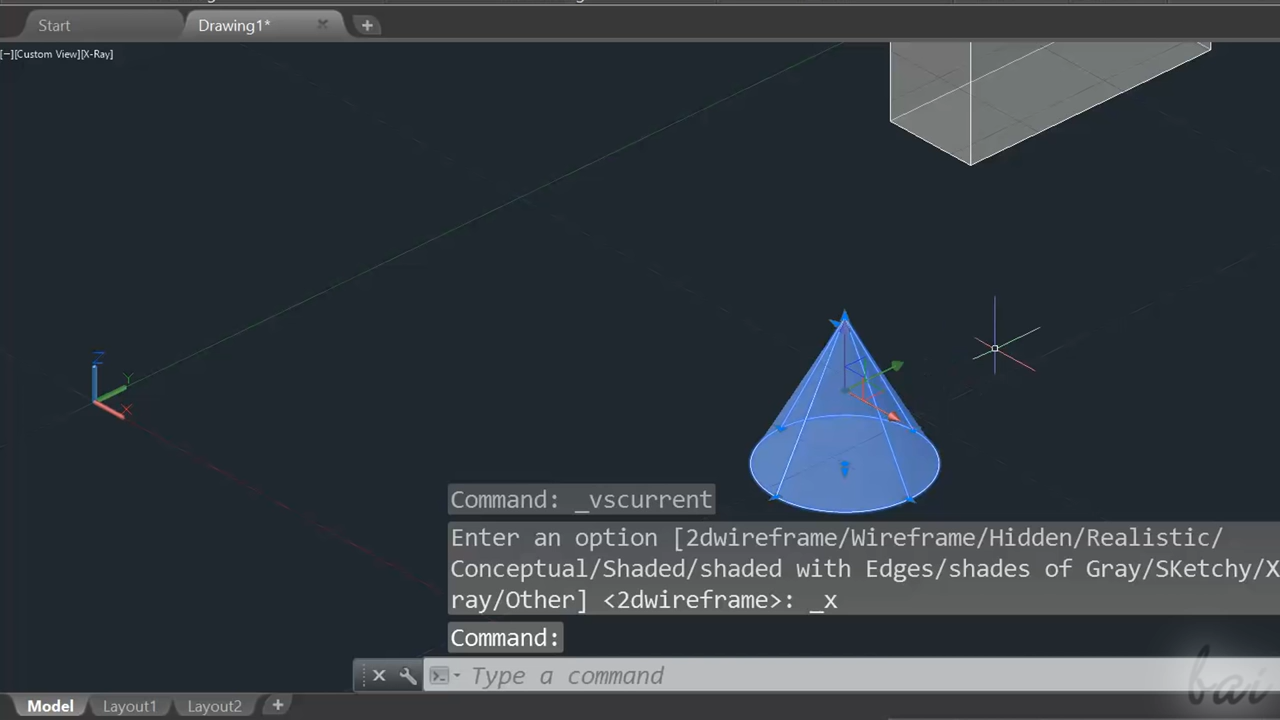 Start
Drawing1*
[−][Custom View][X-Ray]
Z
Y
X
Command: _vscurrent
Enter an option [2dwireframe/Wireframe/Hidden/Realistic/
Conceptual/Shaded/shaded with Edges/shades of Gray/SKetchy/X
ray/Other] <2dwireframe>: _x
Command:
Type a command
Model
Layout1
Layout2
bai